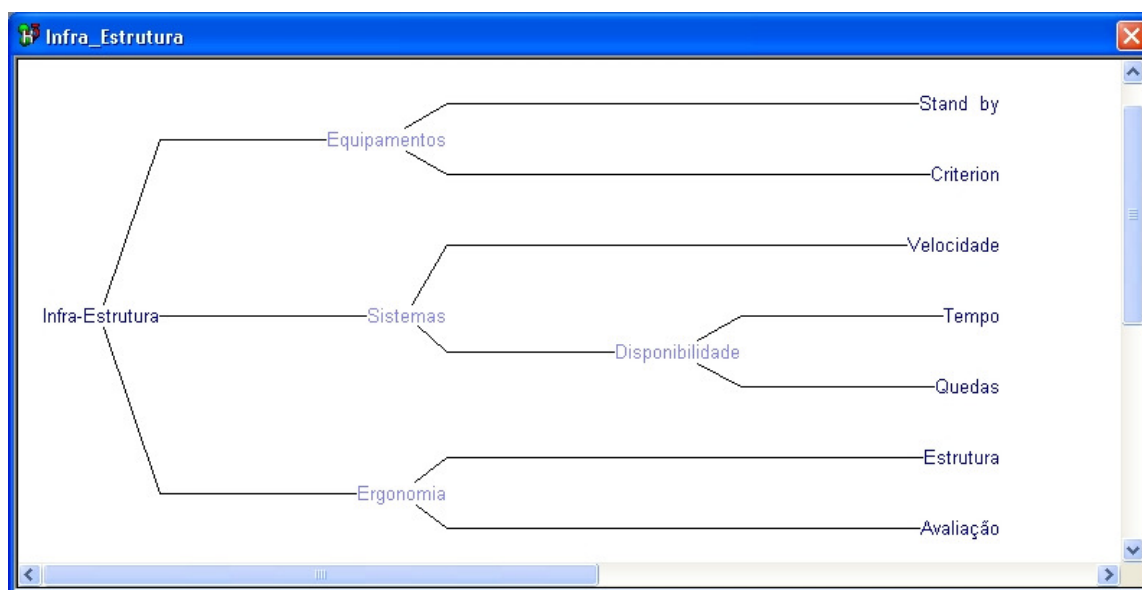 Infra_Estrutura
Stand by
Equipamentos
Criterion
Velocidade
Infra-Estrutura
Sistemas
Tempo
Disponibilidade
Quedas
Estrutura
Ergonomia
Avaliação